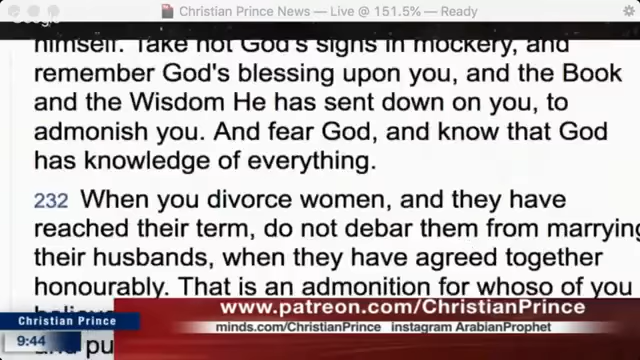 Christian Prince News — Live @ 151.5% — Ready
himself. Take not God's signs in mockery, and
remember God's blessing upon you, and the Book
and the Wisdom He has sent down on you, to
admonish you. And fear God, and know that God
has knowledge of everything.
232 When you divorce women, and they have
reached their term, do not debar them from marrying
their husbands, when they have agreed together
honourably. That is an admonition for whoso of you
www.patreon.com/ChristianPrince
Christian Prince
minds.com/ChristianPrince instagram ArabianProphet
9:44
and pu